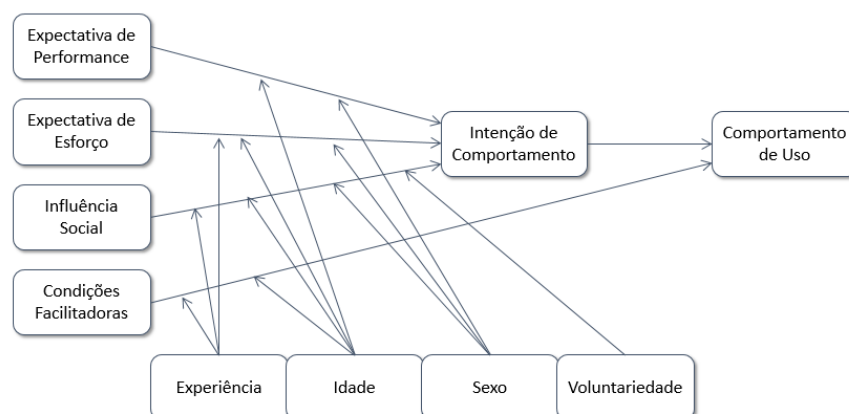 Expectativa de
Performance
Expectativa de
Esforço
Influência
Social
Condições
Facilitadoras
Intenção de
Comportamento
Comportamento
de Uso
Experiência
Idade
Sexo
Voluntariedade